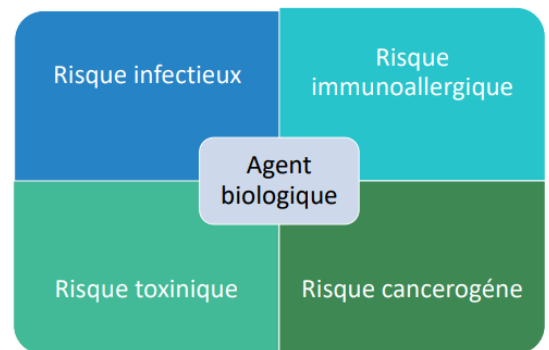 Risque infectieux
Risque
immunoallergique
Agent
biologique
Risque toxinique
Risque cancerogéne